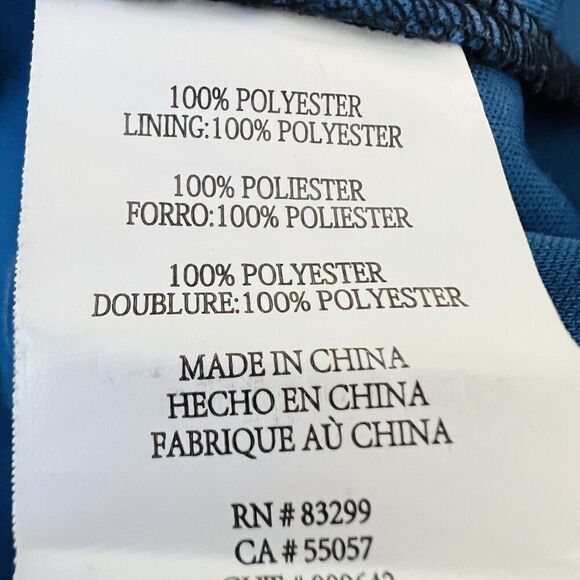 100% POLYESTER
LINING:100% POLYESTER
100% POLIESTER
FORRO:100% POLIESTER
100% POLYESTER
DOUBLURE:100% POLYESTER
MADE IN CHINA
HECHO EN CHINA
FABRIQUE AÙ CHINA
RN # 83299
CA # 55057